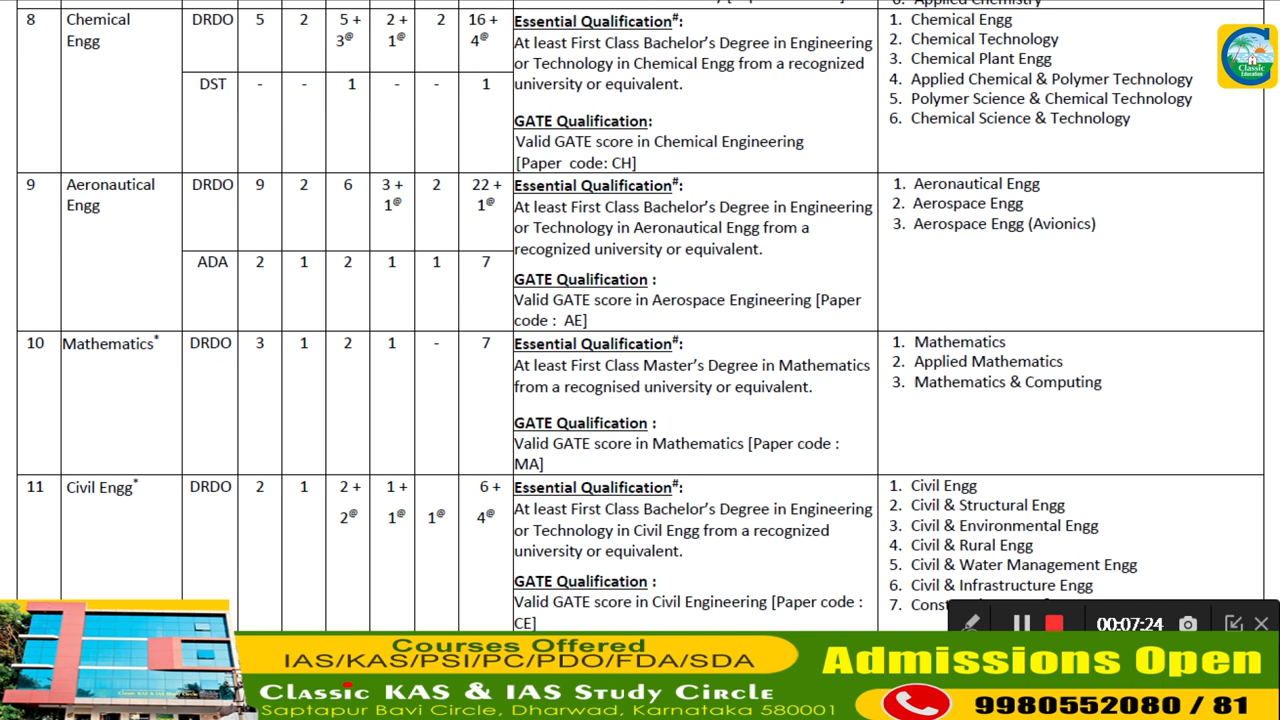 6. Applied Chemistry
8 Chemical Engg DRDO 5 2 5 + 3@ 2 + 1@ 2 16 + 4@
DST - - 1 - - 1
Essential Qualification#:
At least First Class Bachelor's Degree in Engineering
or Technology in Chemical Engg from a recognized
university or equivalent.
GATE Qualification:
Valid GATE score in Chemical Engineering
[Paper code: CH]
1. Chemical Engg
2. Chemical Technology
3. Chemical Plant Engg
4. Applied Chemical & Polymer Technology
5. Polymer Science & Chemical Technology
6. Chemical Science & Technology
Classic
Education
9 Aeronautical Engg DRDO 9 2 6 3 + 1@ 2 22 + 1@
ADA 2 1 2 1 1 7
Essential Qualification#:
At least First Class Bachelor's Degree in Engineering
or Technology in Aeronautical Engg from a
recognized university or equivalent.
GATE Qualification :
Valid GATE score in Aerospace Engineering [Paper
code : AE]
1. Aeronautical Engg
2. Aerospace Engg
3. Aerospace Engg (Avionics)
10 Mathematics* DRDO 3 1 2 1 - 7
Essential Qualification#:
At least First Class Master's Degree in Mathematics
from a recognised university or equivalent.
GATE Qualification :
Valid GATE score in Mathematics [Paper code :
MA]
1. Mathematics
2. Applied Mathematics
3. Mathematics & Computing
11 Civil Engg* DRDO 2 1 2 + 2@ 1 + 1@ 1@ 6 + 4@
Essential Qualification#:
At least First Class Bachelor's Degree in Engineering
or Technology in Civil Engg from a recognized
university or equivalent.
GATE Qualification :
Valid GATE score in Civil Engineering [Paper code :
CE]
1. Civil Engg
2. Civil & Structural Engg
3. Civil & Environmental Engg
4. Civil & Rural Engg
5. Civil & Water Management Engg
6. Civil & Infrastructure Engg
7.
00:07:24
Courses Offered
IAS/KAS/PSI/PC/PDO/FDA/SDA
Classic KAS & IAS Study Circle
Saptapur Bavi Circle, Dharwad, Karnataka 580001
Admissions Open
9980552080 / 81